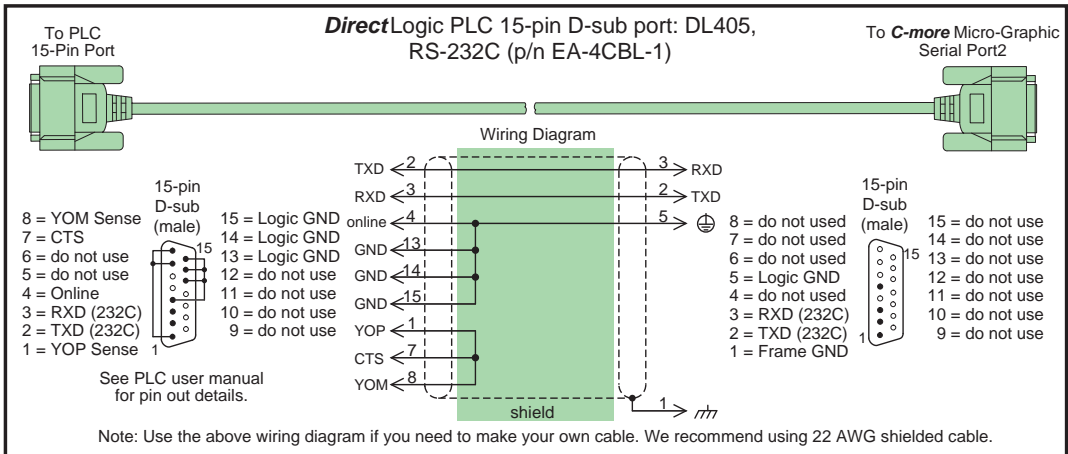 DirectLogic PLC 15-pin D-sub port: DL405,
RS-232C (p/n EA-4CBL-1)
To PLC
15-Pin Port
To C-more Micro-Graphic
Serial Port2
Wiring Diagram
TXD 2 3 RXD
RXD 3 2 TXD
online 4 5
GND 13
GND 14
GND 15
YOP 1
CTS 7
YOM 8
shield
1
15-pin
D-sub
(male)
15
1
8 = YOM Sense
7 = CTS
6 = do not use
5 = do not use
4 = Online
3 = RXD (232C)
2 = TXD (232C)
1 = YOP Sense
15 = Logic GND
14 = Logic GND
13 = Logic GND
12 = do not use
11 = do not use
10 = do not use
9 = do not use
See PLC user manual
for pin out details.
15-pin
D-sub
(male)
15
1
8 = do not used
7 = do not used
6 = do not used
5 = Logic GND
4 = do not used
3 = RXD (232C)
2 = TXD (232C)
1 = Frame GND
15 = do not use
14 = do not use
13 = do not use
12 = do not use
11 = do not use
10 = do not use
9 = do not use
Note: Use the above wiring diagram if you need to make your own cable. We recommend using 22 AWG shielded cable.